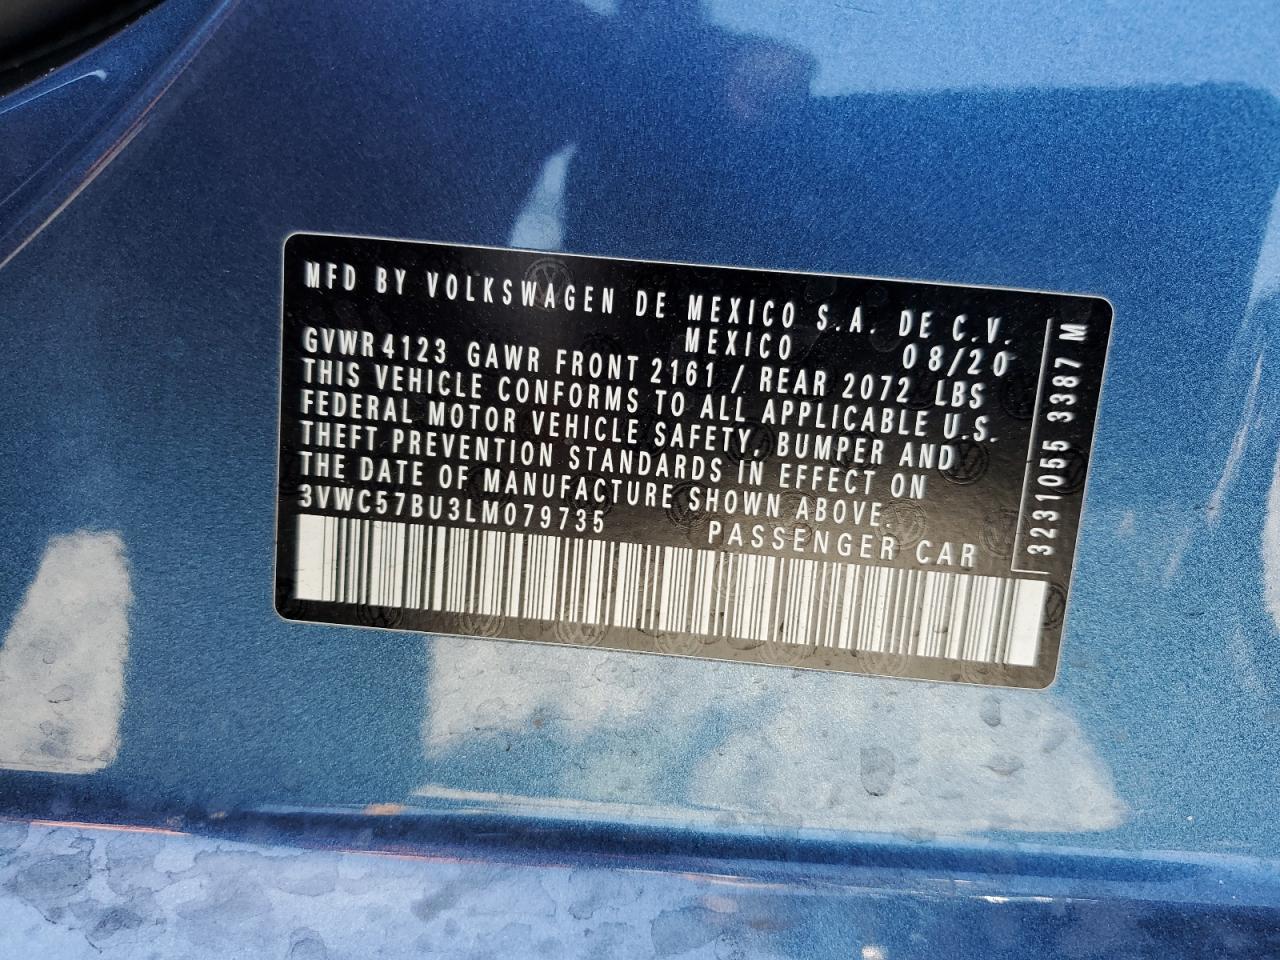 MFD BY VOLKSWAGEN DE MEXICO S.A. DE C.V.
MEXICO 08/20
GVWR 4123 GAWR FRONT 2161 / REAR 2072 LBS
THIS VEHICLE CONFORMS TO ALL APPLICABLE U.S.
FEDERAL MOTOR VEHICLE SAFETY, BUMPER AND
THEFT PREVENTION STANDARDS IN EFFECT ON
THE DATE OF MANUFACTURE SHOWN ABOVE.
3VWC57BU3LM079735 PASSENGER CAR
3231055 3387 M